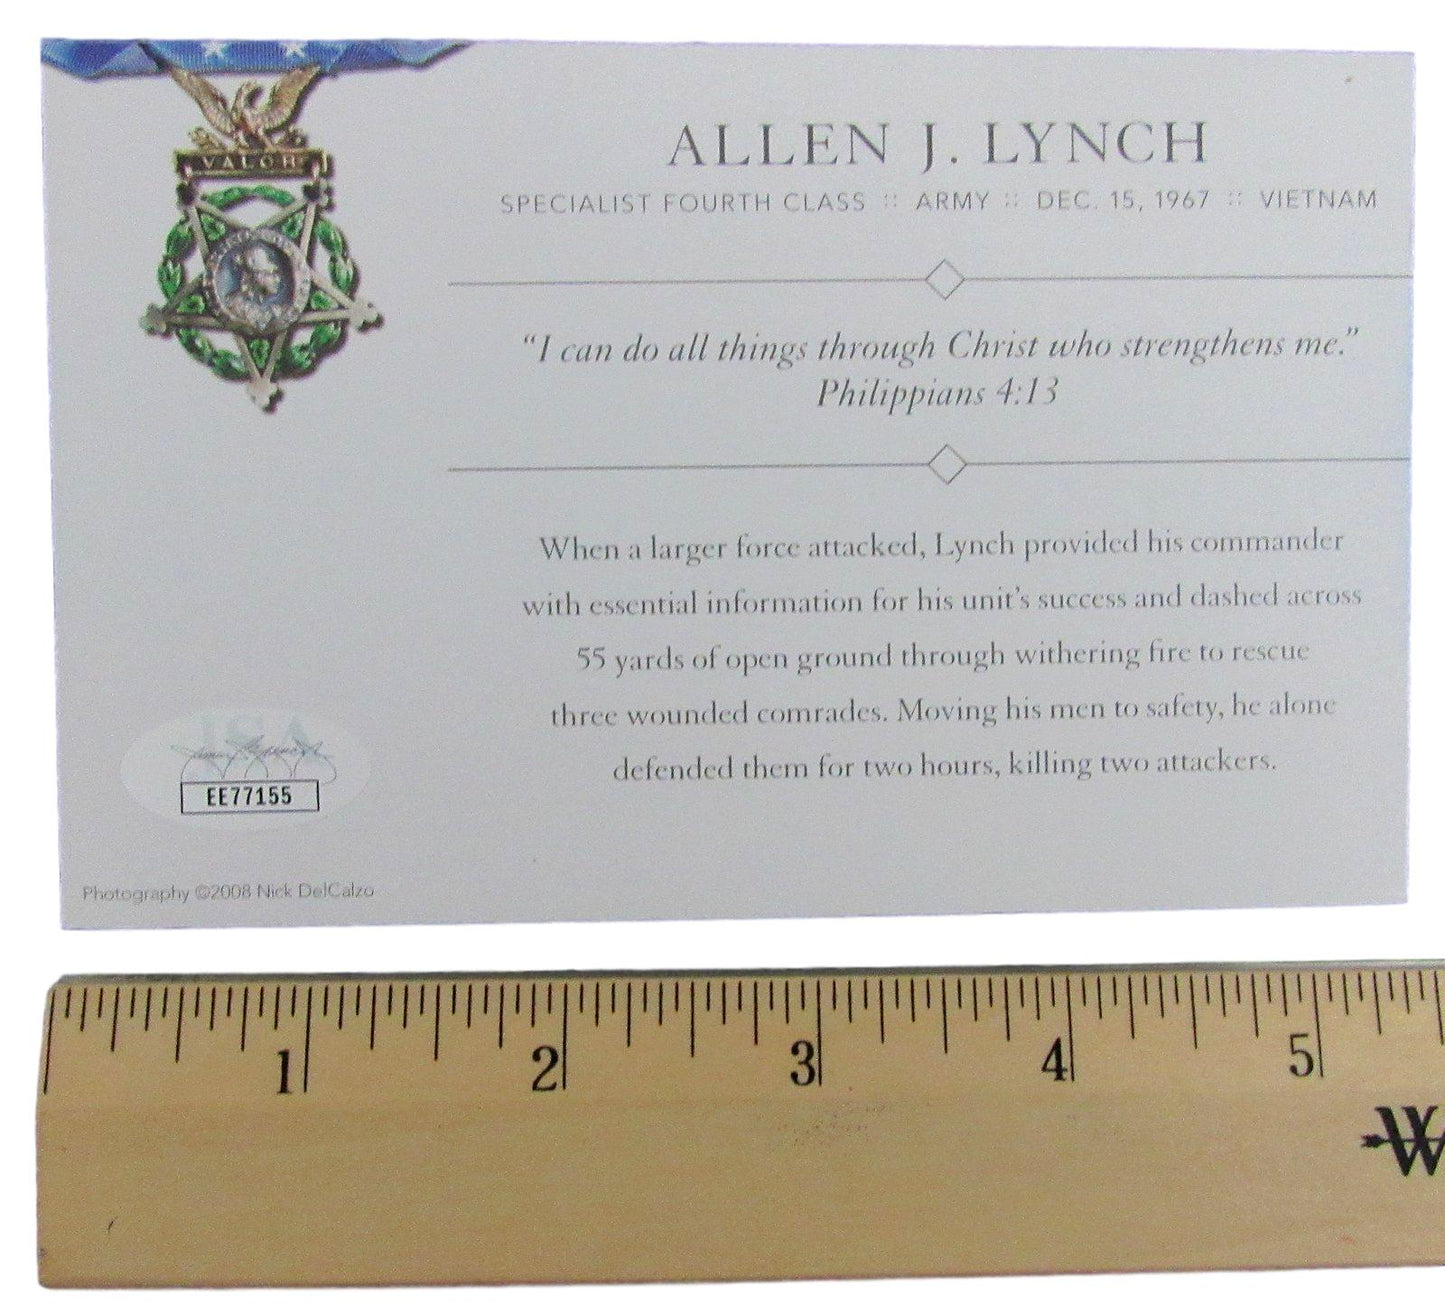 VALOR
ALLEN J. LYNCH
SPECIALIST FOURTH CLASS :: ARMY :: DEC. 15, 1967 :: VIETNAM
“I can do all things through Christ who strengthens me.”
Philippians 4:13
When a larger force attacked, Lynch provided his commander
with essential information for his unit’s success and dashed across
55 yards of open ground through withering fire to rescue
three wounded comrades. Moving his men to safety, he alone
defended them for two hours, killing two attackers.
JSA
EE77155
Photography ©2008 Nick DelCalzo
1 2 3 4 5
W